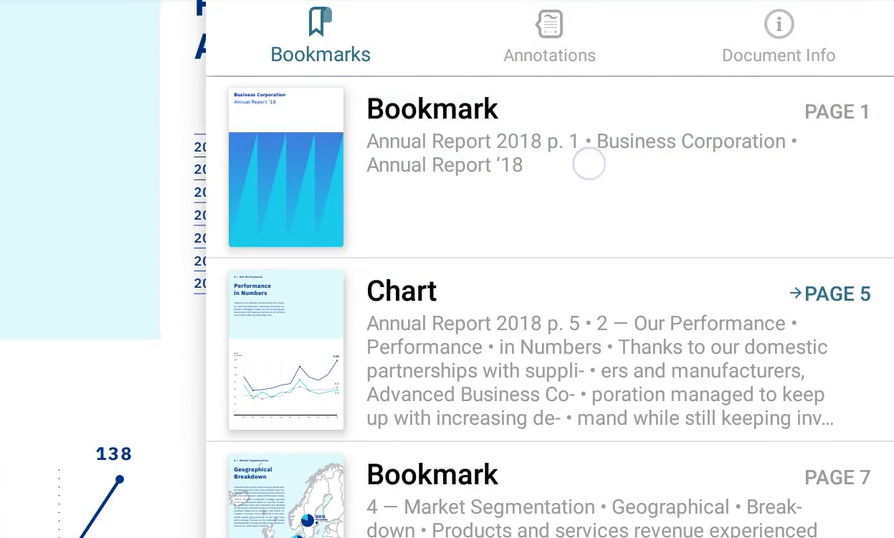 Bookmarks
Annotations
Document Info
Business Corporation
Annual Report '18
Bookmark
PAGE 1
Annual Report 2018 p. 1 • Business Corporation •
Annual Report ‘18
Performance
in Numbers
Chart
→PAGE 5
Annual Report 2018 p. 5 • 2 — Our Performance •
Performance • in Numbers • Thanks to our domestic
partnerships with suppli- • ers and manufacturers,
Advanced Business Co- • poration managed to keep
up with increasing de- • mand while still keeping inv…
138
Geographical
Breakdown
Bookmark
PAGE 7
4 — Market Segmentation • Geographical • Break-
down • Products and services revenue experienced